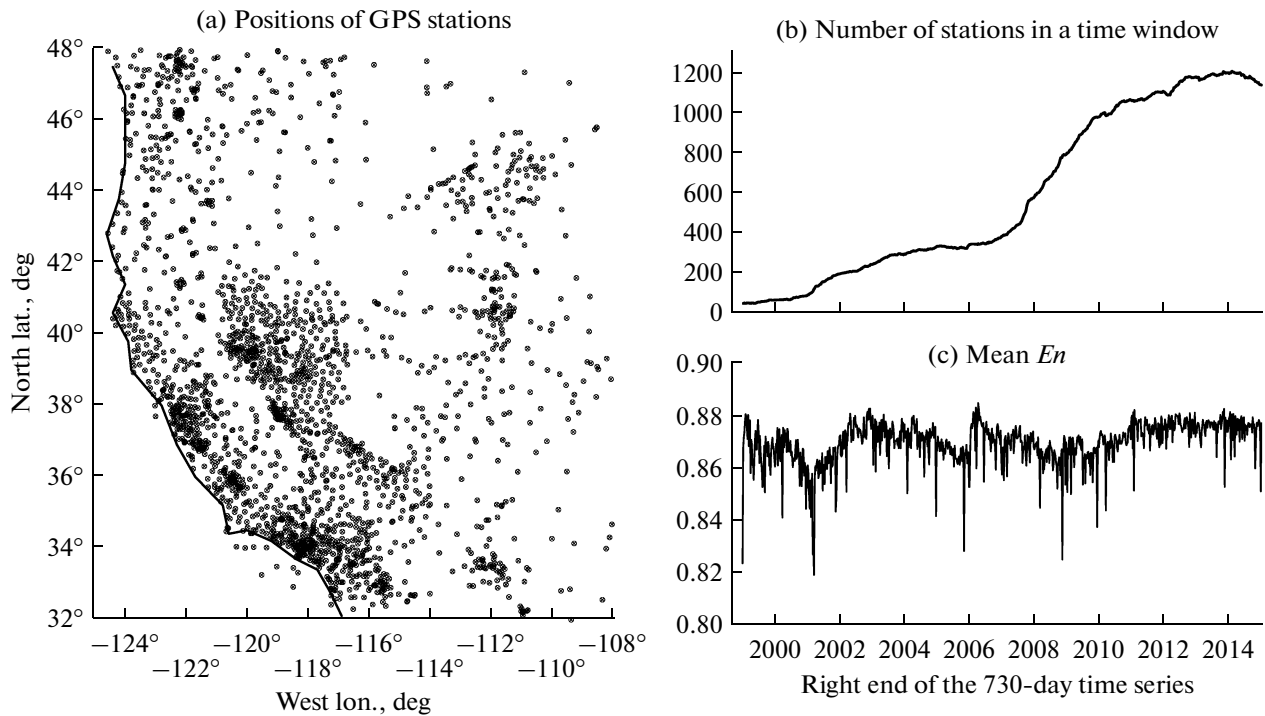 (a) Positions of GPS stations
48°
46°
44°
42°
40°
38°
36°
34°
32°
North lat., deg
−124° −120° −116° −112° −108°
−122° −118° −114° −110°
West lon., deg
(b) Number of stations in a time window
1200
1000
800
600
400
200
0
(c) Mean En
0.90
0.88
0.86
0.84
0.82
0.80
2000 2002 2004 2006 2008 2010 2012 2014
Right end of the 730-day time series